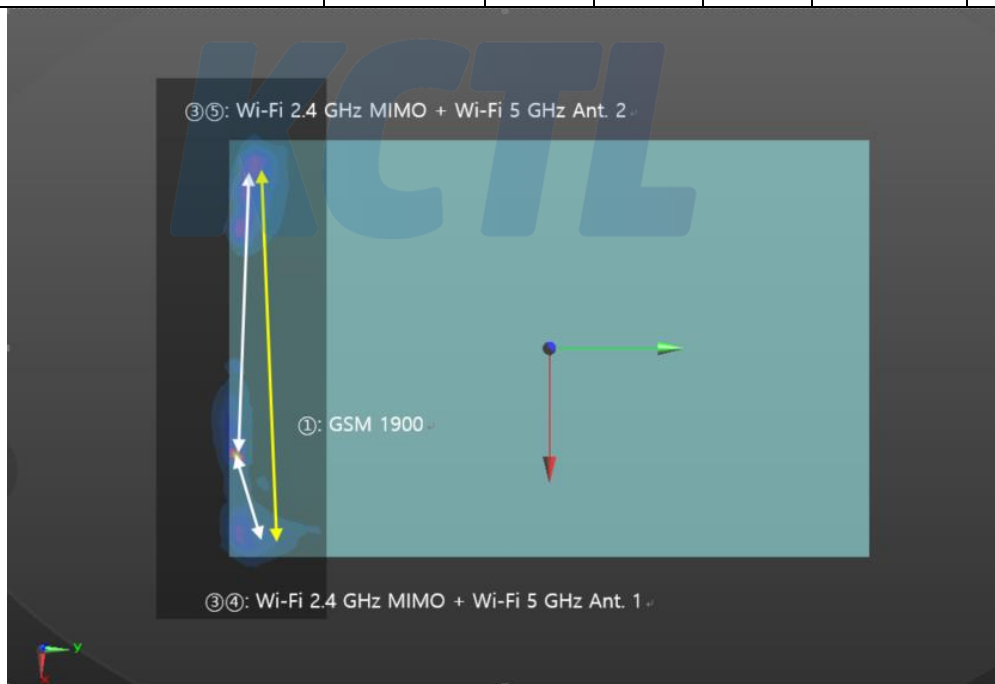 KCTL
③⑤: Wi-Fi 2.4 GHz MIMO + Wi-Fi 5 GHz Ant. 2
①: GSM 1900
③④: Wi-Fi 2.4 GHz MIMO + Wi-Fi 5 GHz Ant. 1
y
x